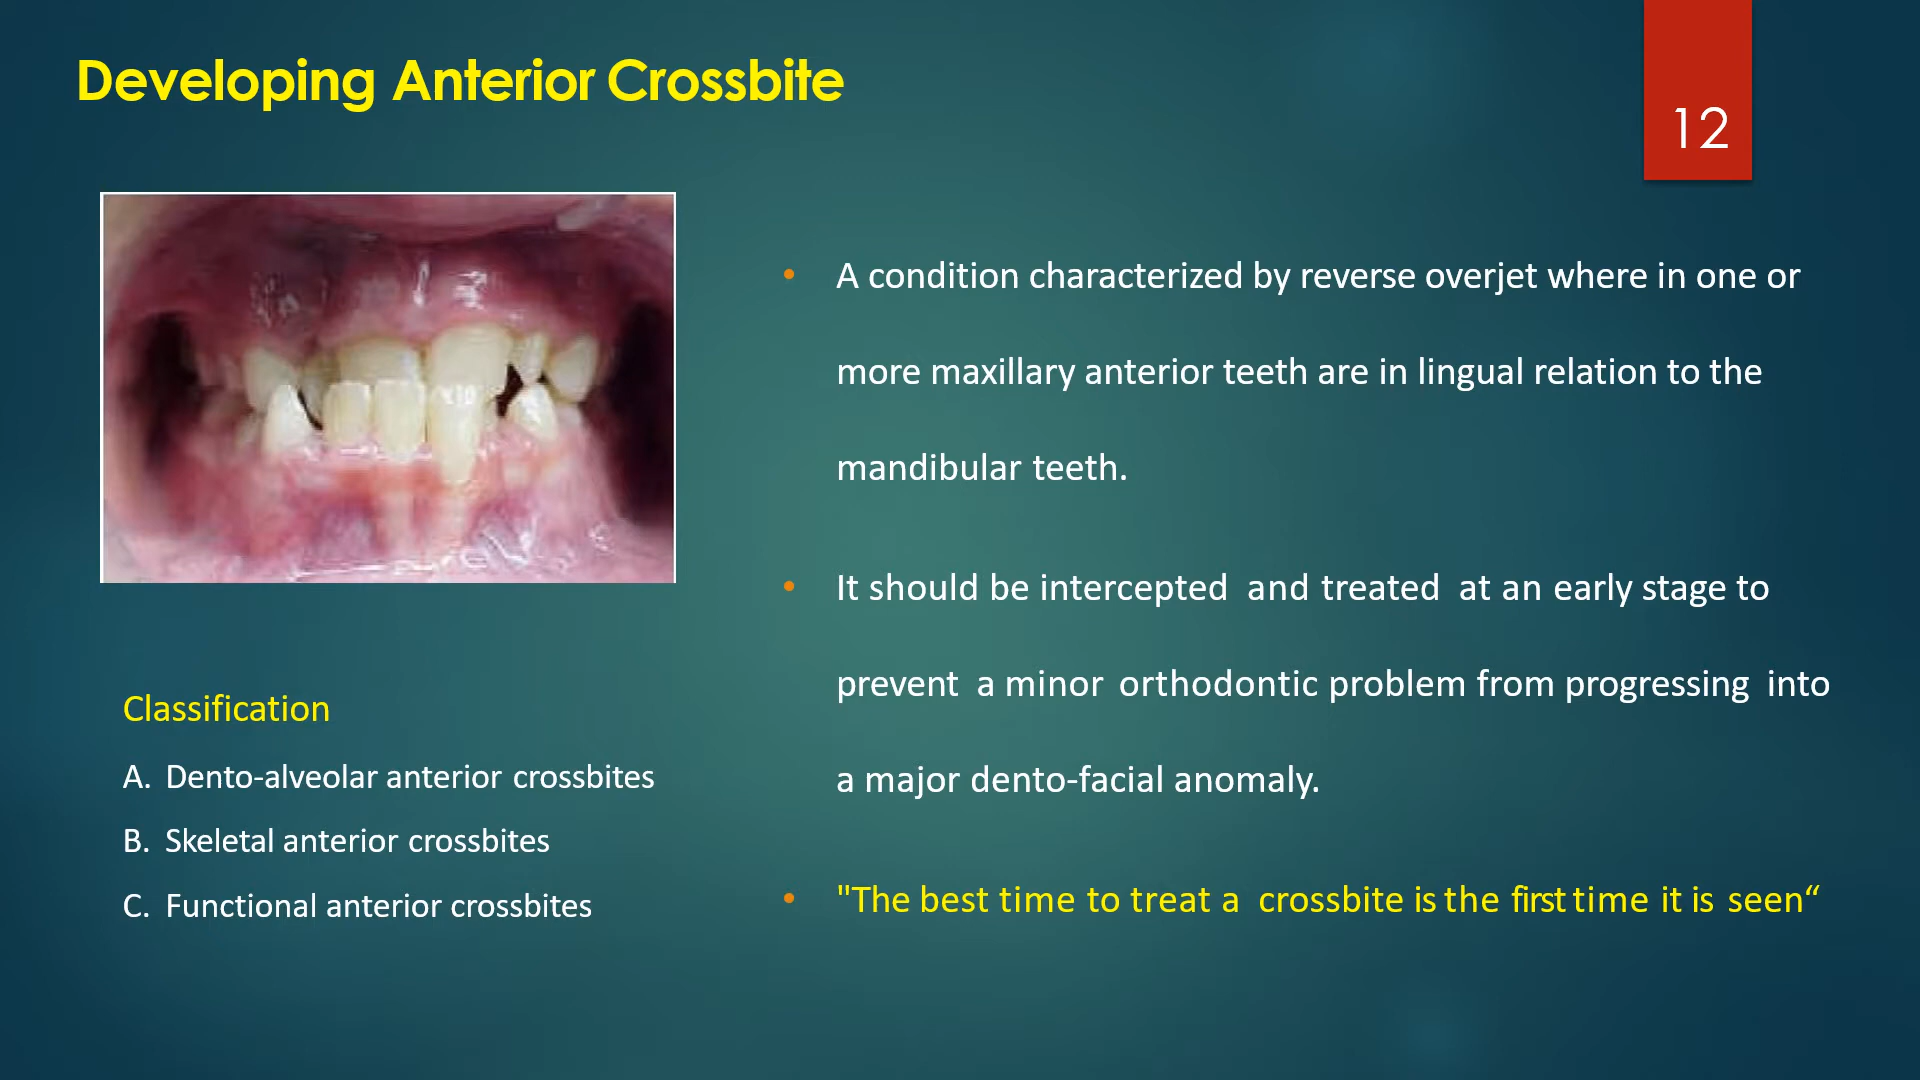 Developing Anterior Crossbite
12
A condition characterized by reverse overjet where in one or
more maxillary anterior teeth are in lingual relation to the
mandibular teeth.
It should be intercepted and treated at an early stage to
prevent a minor orthodontic problem from progressing into
a major dento-facial anomaly.
"The best time to treat a crossbite is the first time it is seen“
Classification
A. Dento-alveolar anterior crossbites
B. Skeletal anterior crossbites
C. Functional anterior crossbites